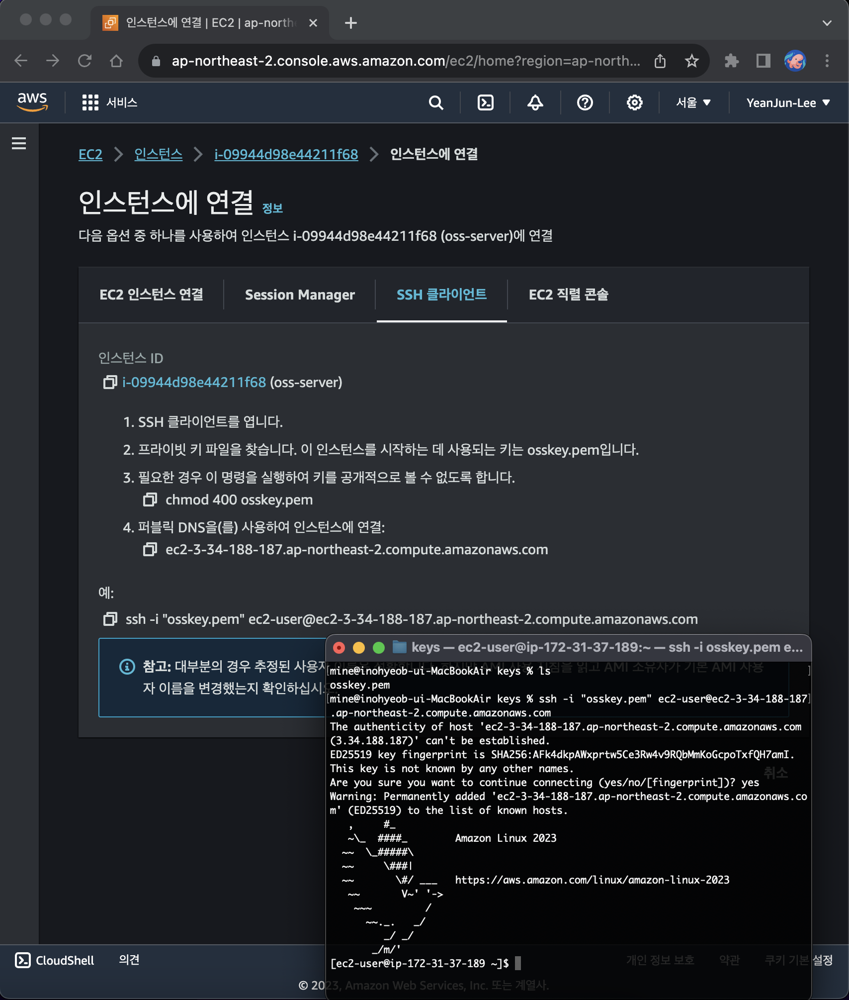 인스턴스에 연결 | EC2 | ap-north
ap-northeast-2.console.aws.amazon.com/ec2/home?region=ap-north...
aws 서비스 서울 YeanJun-Lee
EC2 인스턴스 i-09944d98e44211f68 인스턴스에 연결
인스턴스에 연결 정보
다음 옵션 중 하나를 사용하여 인스턴스 i-09944d98e44211f68 (oss-server)에 연결
EC2 인스턴스 연결 Session Manager SSH 클라이언트 EC2 직렬 콘솔
인스턴스 ID
i-09944d98e44211f68 (oss-server)
1. SSH 클라이언트를 엽니다.
2. 프라이빗 키 파일을 찾습니다. 이 인스턴스를 시작하는 데 사용되는 키는 osskey.pem입니다.
3. 필요한 경우 이 명령을 실행하여 키를 공개적으로 볼 수 없도록 합니다.
chmod 400 osskey.pem
4. 퍼블릭 DNS을(를) 사용하여 인스턴스에 연결:
ec2-3-34-188-187.ap-northeast-2.compute.amazonaws.com
예:
ssh -i "osskey.pem" ec2-user@ec2-3-34-188-187.ap-northeast-2.compute.amazonaws.com
참고: 대부분의 경우 추정된 사용자 이름은 정확합니다. 하지만 AMI 사용 지침을 읽고 AMI 소유자가 기본 AMI 사용
자 이름을 변경했는지 확인하십시오.
취소
keys — ec2-user@ip-172-31-37-189:~ — ssh -i osskey.pem e...
[mine@inohyeob-ui-MacBookAir keys % ls ]
osskey.pem
[mine@inohyeob-ui-MacBookAir keys % ssh -i "osskey.pem" ec2-user@ec2-3-34-188-187]
.ap-northeast-2.compute.amazonaws.com
The authenticity of host 'ec2-3-34-188-187.ap-northeast-2.compute.amazonaws.com
(3.34.188.187)' can't be established.
ED25519 key fingerprint is SHA256:AFk4dkpAWxprtw5Ce3Rw4v9RQbMmKoGcpoTxfQH7amI.
This key is not known by any other names.
Are you sure you want to continue connecting (yes/no/[fingerprint])? yes
Warning: Permanently added 'ec2-3-34-188-187.ap-northeast-2.compute.amazonaws.co
m' (ED25519) to the list of known hosts.
   ,     #_
   ~\_  ####_        Amazon Linux 2023
  ~~  \_#####\
  ~~     \###|
  ~~       \#/ ___   https://aws.amazon.com/linux/amazon-linux-2023
   ~~       V~' '->
    ~~~         /
      ~~._.   _/
         _/ _/
       _/m/'
[ec2-user@ip-172-31-37-189 ~]$
CloudShell 의견 개인 정보 보호 약관 쿠키 기본 설정
© 2023, Amazon Web Services, Inc. 또는 계열사.